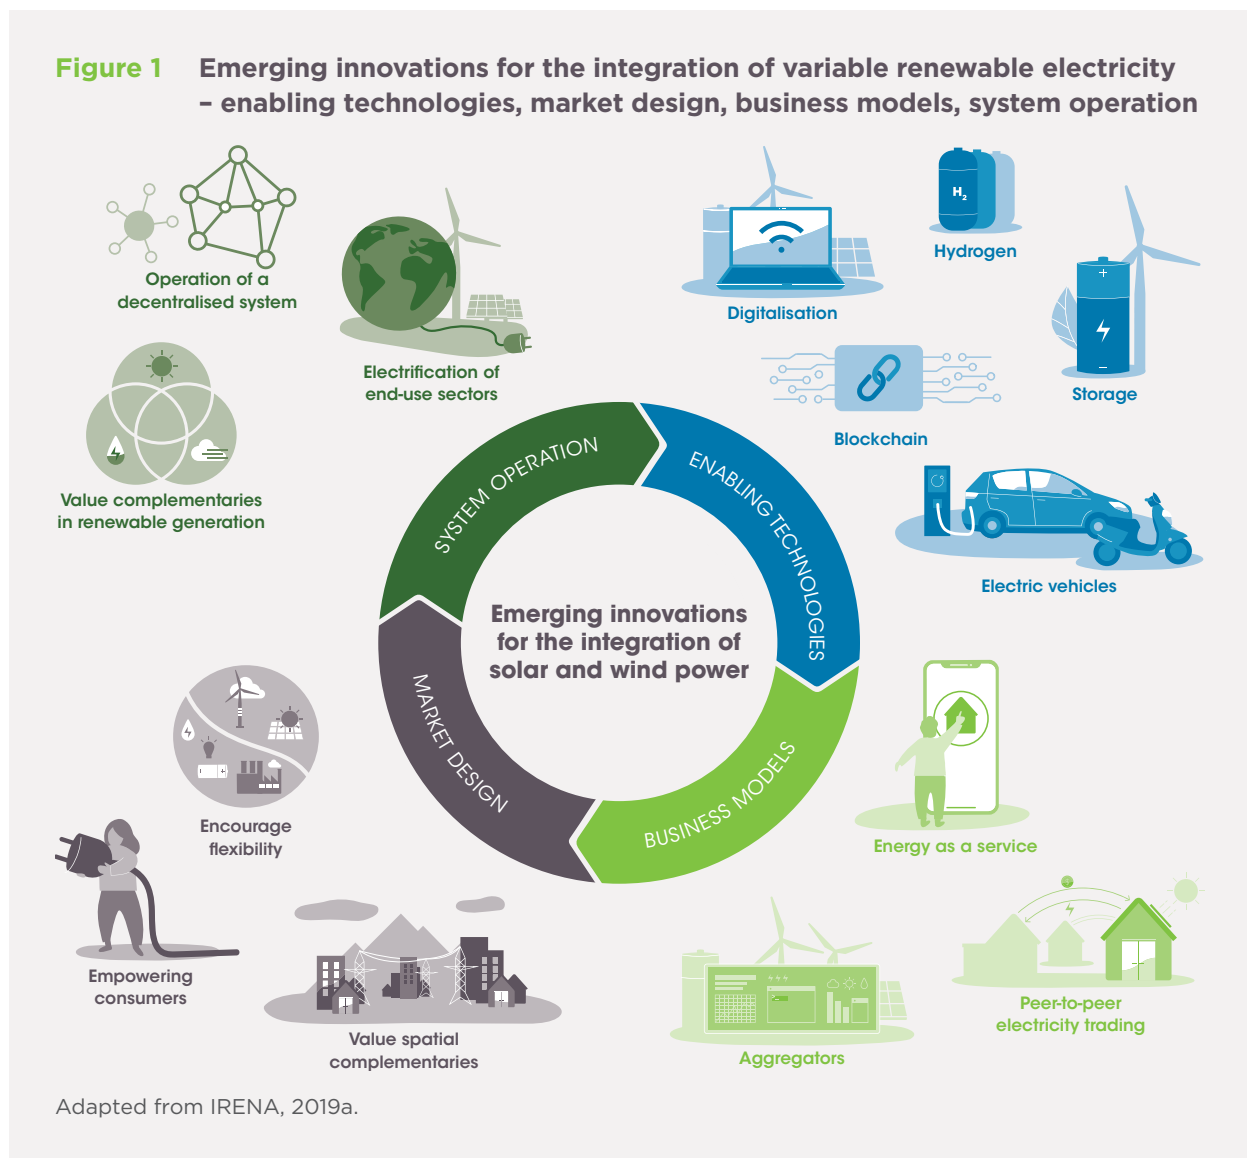 Figure 1 Emerging innovations for the integration of variable renewable electricity
– enabling technologies, market design, business models, system operation
Operation of a
decentralised system
Electrification of
end-use sectors
Value complementaries
in renewable generation
Digitalisation
H2
Hydrogen
Storage
Blockchain
Electric vehicles
SYSTEM OPERATION
ENABLING TECHNOLOGIES
BUSINESS MODELS
MARKET DESIGN
Emerging innovations
for the integration of
solar and wind power
Encourage
flexibility
Empowering
consumers
Value spatial
complementaries
Energy as a service
Peer-to-peer
electricity trading
Aggregators
Adapted from IRENA, 2019a.